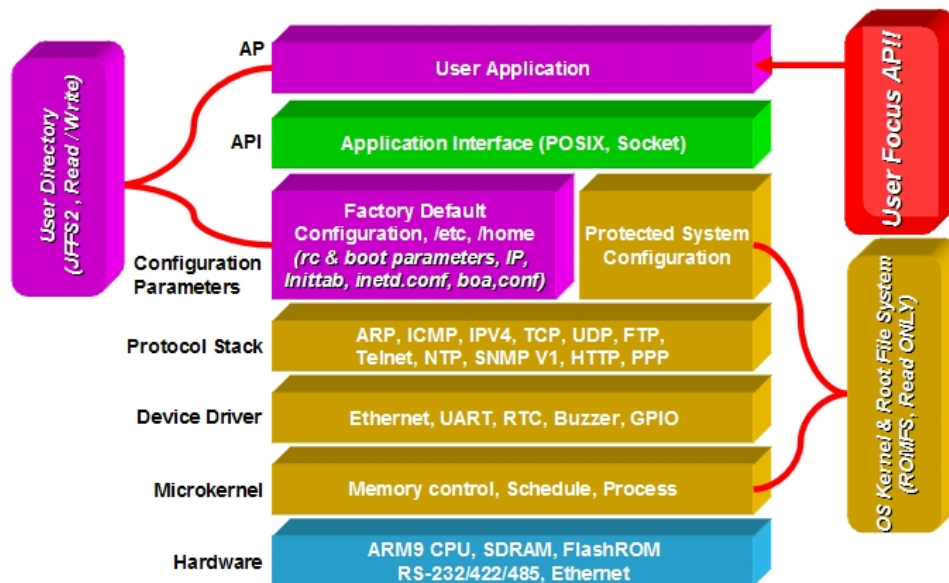 AP
User Application
API
Application Interface (POSIX, Socket)
Configuration
Parameters
Factory Default
Configuration, /etc, /home
(rc & boot parameters, IP,
Inittab, inetd.conf, boa,conf)
Protected System
Configuration
Protocol Stack
ARP, ICMP, IPV4, TCP, UDP, FTP,
Telnet, NTP, SNMP V1, HTTP, PPP
Device Driver
Ethernet, UART, RTC, Buzzer, GPIO
Microkernel
Memory control, Schedule, Process
Hardware
ARM9 CPU, SDRAM, FlashROM
RS-232/422/485, Ethernet
User Directory
(JFFS2 , Read / Write)
User Focus API!!
OS Kernel & Root File System
(ROMFS, Read ONLY)